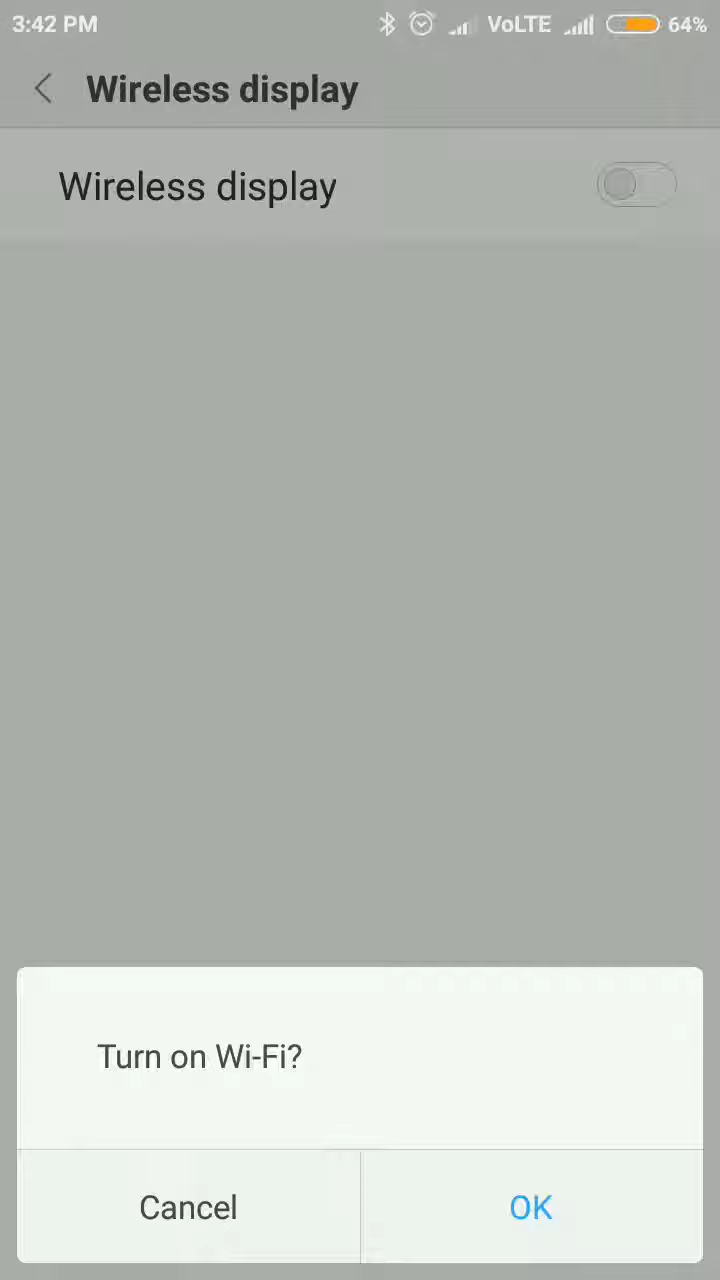 3:42 PM VoLTE 64%
Wireless display
Wireless display
Turn on Wi-Fi?
Cancel OK